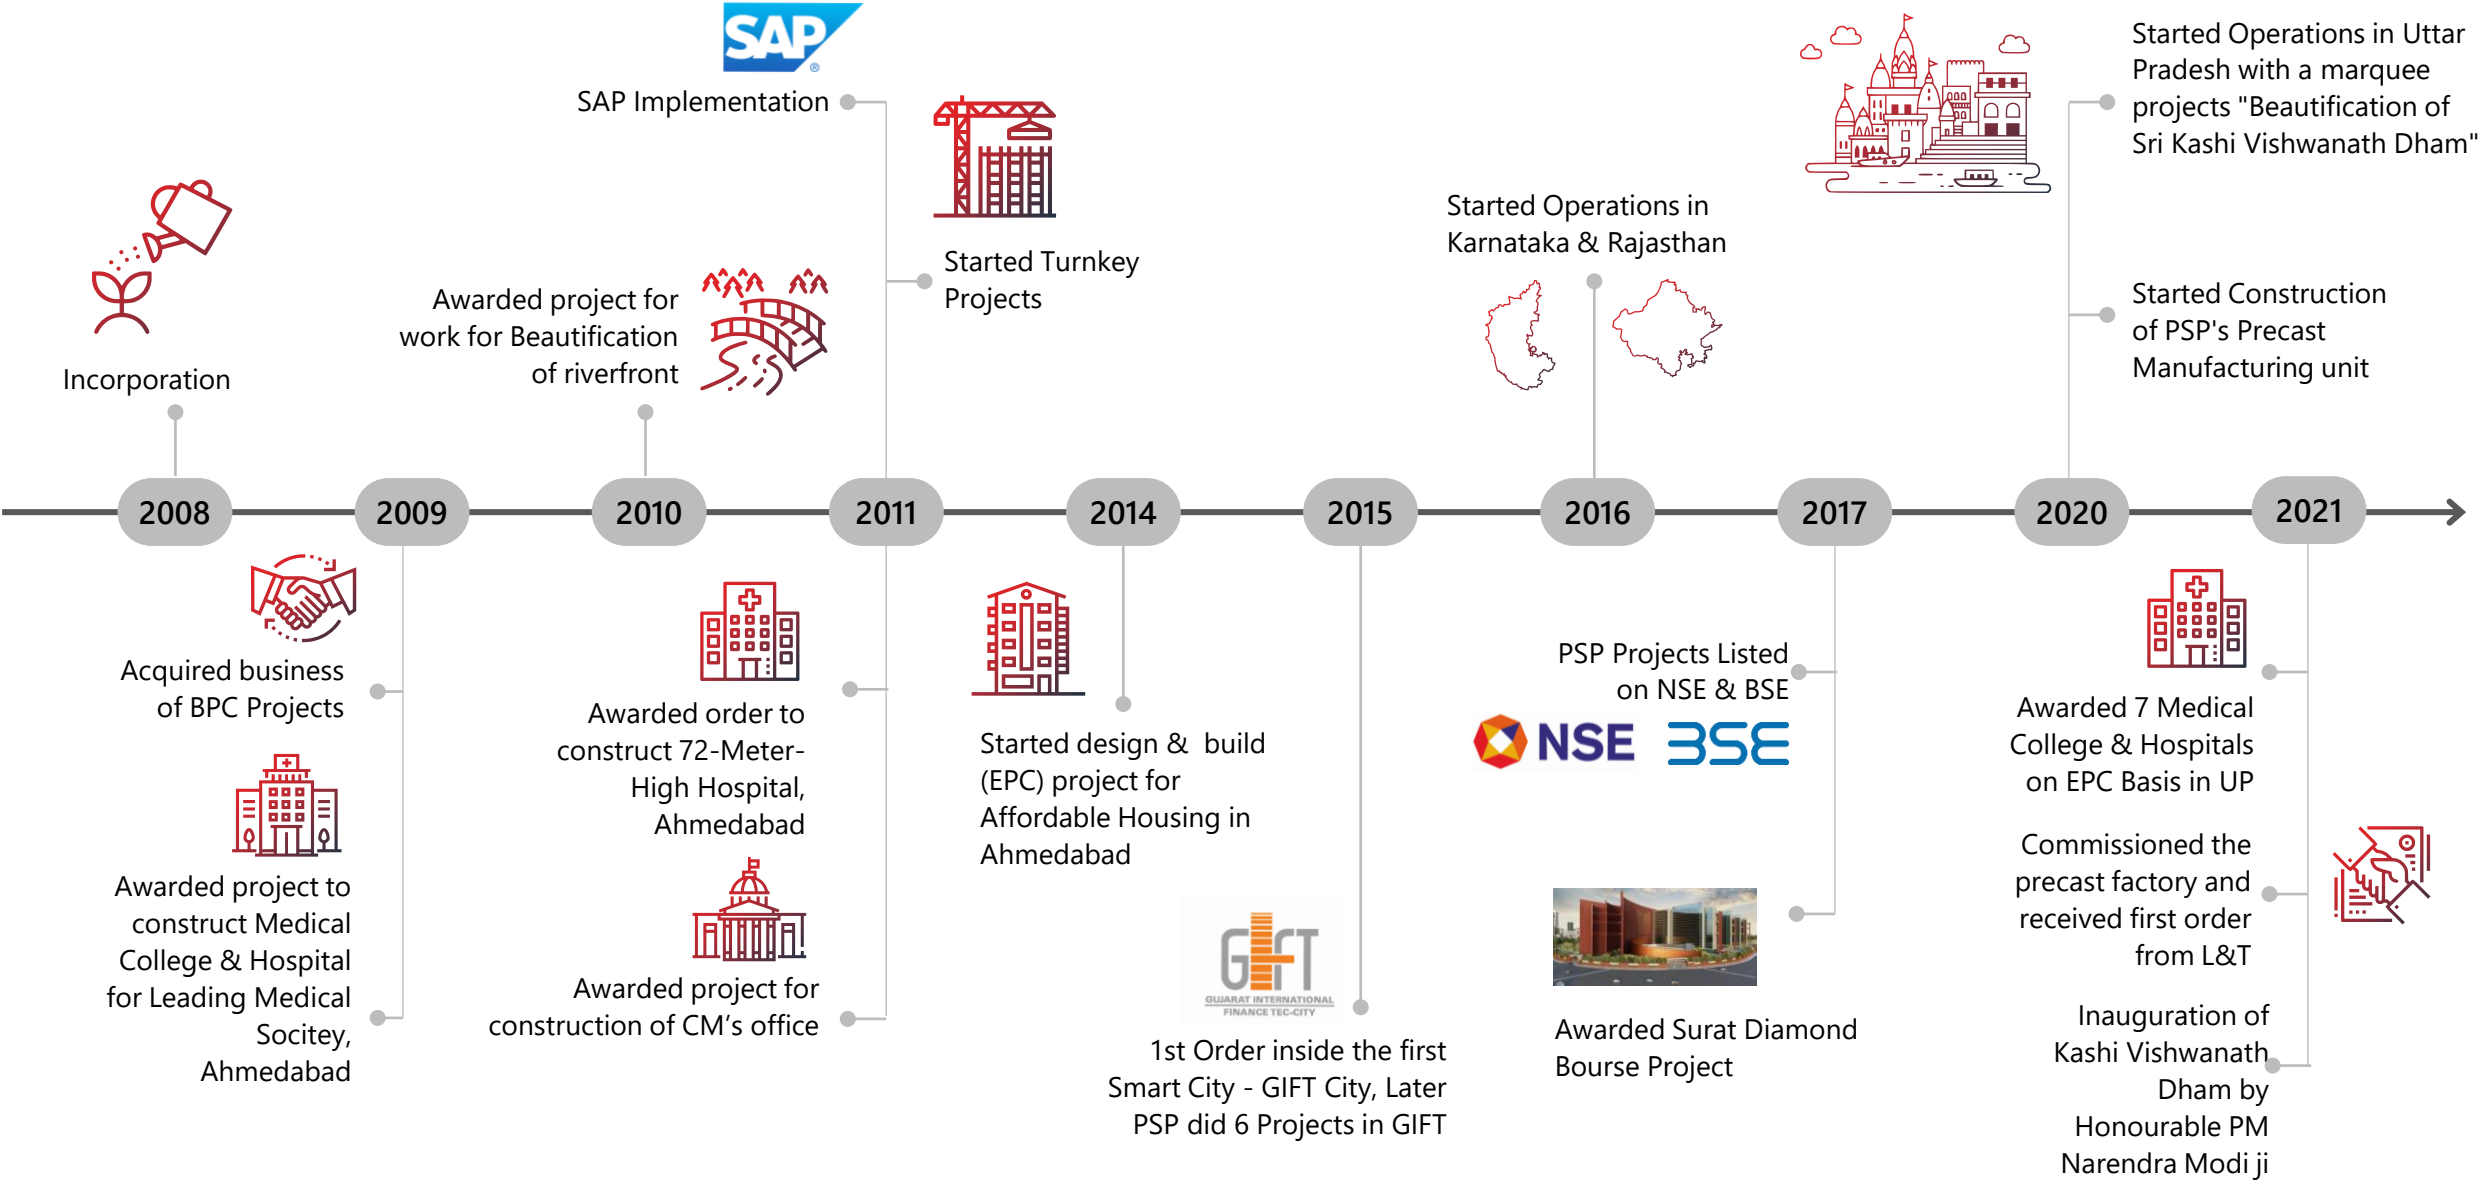 SAP
®
SAP Implementation
Started Turnkey
Projects
Started Operations in Uttar
Pradesh with a marquee
projects "Beautification of
Sri Kashi Vishwanath Dham"
Started Operations in
Karnataka & Rajasthan
Started Construction
of PSP's Precast
Manufacturing unit
Awarded project for
work for Beautification
of riverfront
Incorporation
2008
2009
2010
2011
2014
2015
2016
2017
2020
2021
Acquired business
of BPC Projects
Awarded project to
construct Medical
College & Hospital
for Leading Medical
Socitey,
Ahmedabad
Awarded order to
construct 72-Meter-
High Hospital,
Ahmedabad
Awarded project for
construction of CM’s office
Started design &  build
(EPC) project for
Affordable Housing in
Ahmedabad
GIFT
GUJARAT INTERNATIONAL
FINANCE TEC-CITY
1st Order inside the first
Smart City - GIFT City, Later
PSP did 6 Projects in GIFT
PSP Projects Listed
on NSE & BSE
NSE
BSE
Awarded Surat Diamond
Bourse Project
Awarded 7 Medical
College & Hospitals
on EPC Basis in UP
Commissioned the
precast factory and
received first order
from L&T
Inauguration of
Kashi Vishwanath
Dham by
Honourable PM
Narendra Modi ji